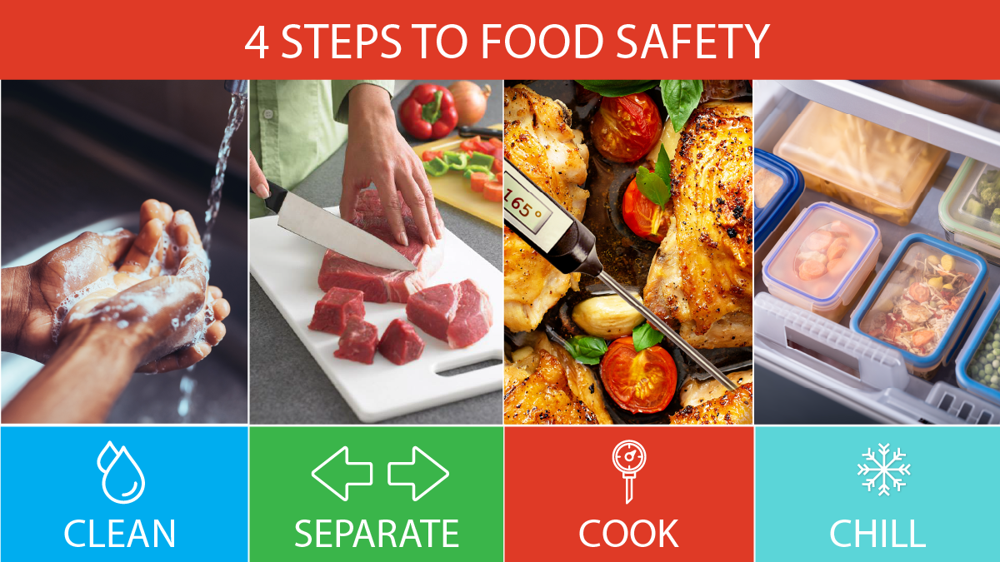 4 STEPS TO FOOD SAFETY
165°
CLEAN
SEPARATE
COOK
CHILL